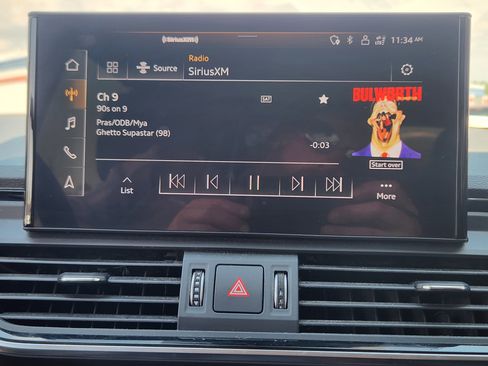 ((SiriusXM))
11:34 AM
Source
Radio
SiriusXM
Ch 9
90s on 9
SAT
Pras/ODB/Mya
Ghetto Supastar (98)
-0:03
BULWORTH
Start over
List
More